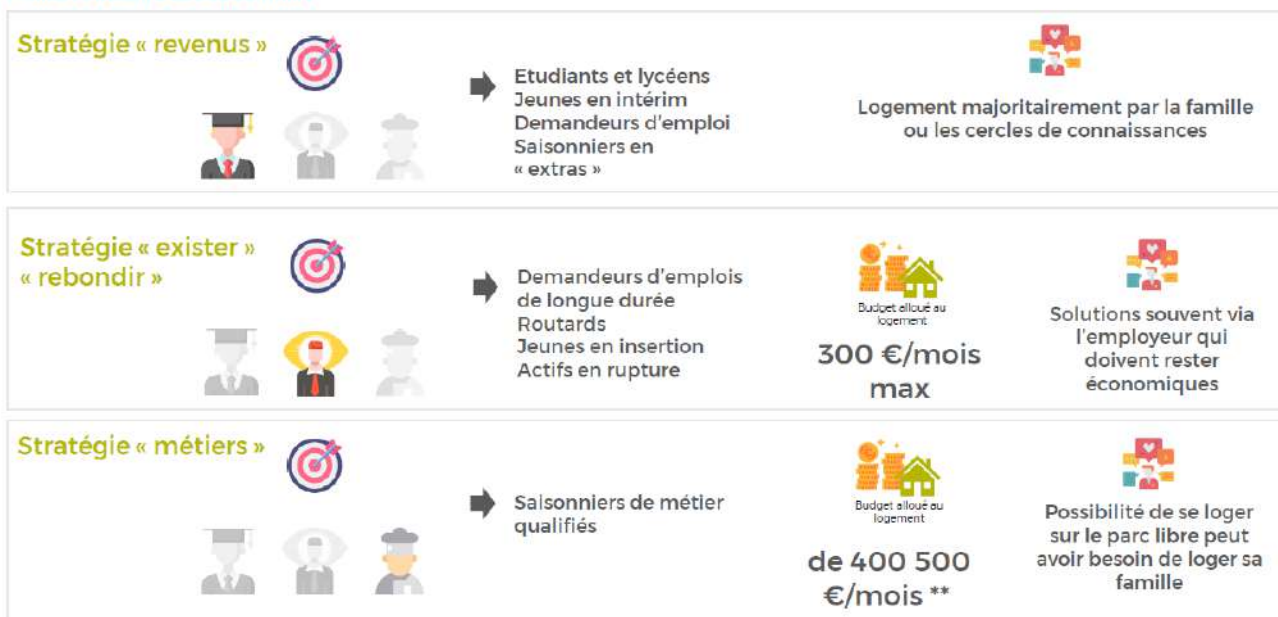 Stratégie « revenus »
Etudiants et lycéens
Jeunes en intérim
Demandeurs d'emploi
Saisonniers en
« extras »
Logement majoritairement par la famille
ou les cercles de connaissances
Stratégie « exister »
« rebondir »
Demandeurs d'emplois
de longue durée
Routards
Jeunes en insertion
Actifs en rupture
Budget alloué au
logement
300 €/mois
max
Solutions souvent via
l'employeur qui
doivent rester
économiques
Stratégie « métiers »
Saisonniers de métier
qualifiés
Budget alloué au
logement
de 400 500
€/mois **
Possibilité de se loger
sur le parc libre peut
avoir besoin de loger sa
famille